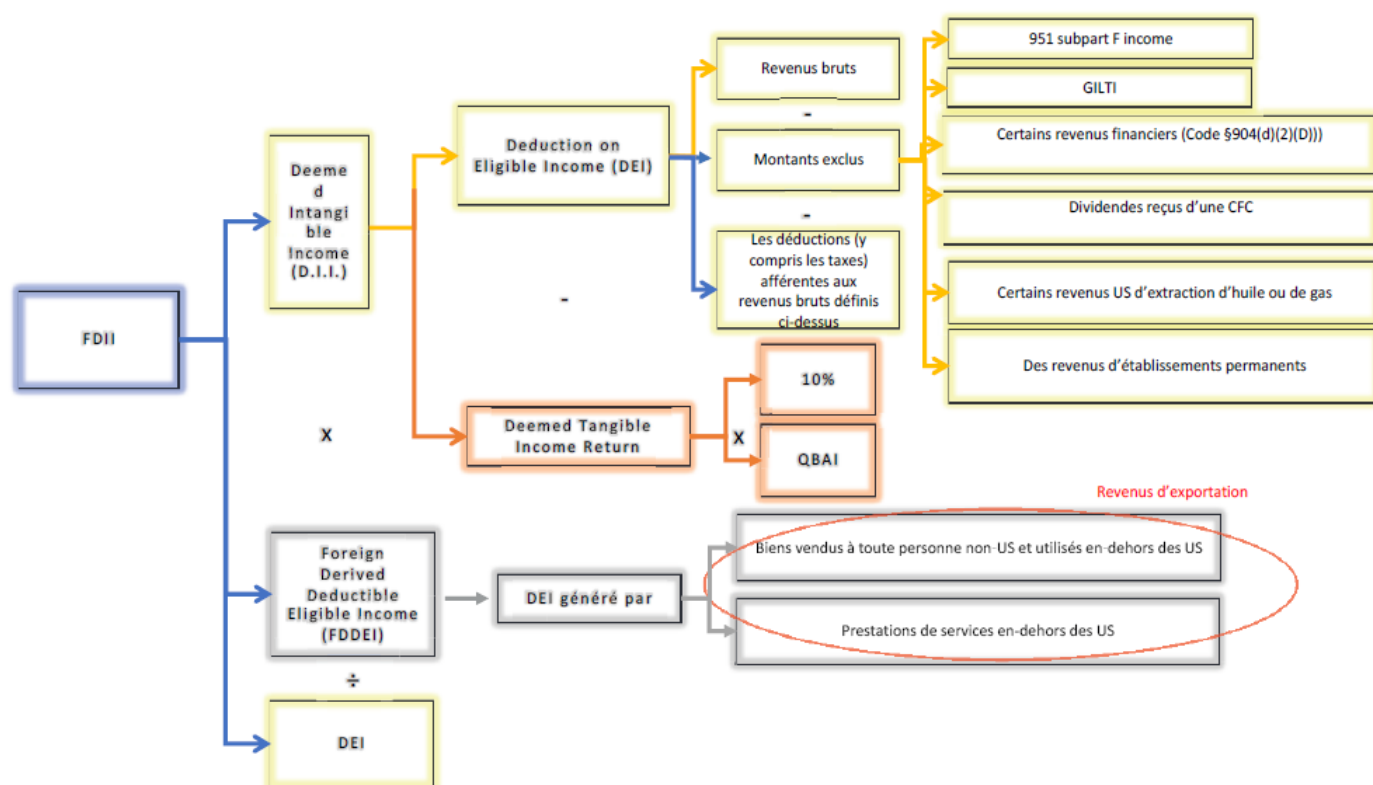 951 subpart F income
Revenus bruts
GILTI
-
Deduction on
Eligible Income (DEI)
Certains revenus financiers (Code §904(d)(2)(D)))
Montants exclus
Deeme
d
Intangi
ble
Income
(D.I.I.)
Dividendes reçus d'une CFC
-
Les déductions (y
compris les taxes)
afférentes aux
revenus bruts définis
ci-dessus
-
Certains revenus US d'extraction d'huile ou de gas
FDII
Des revenus d'établissements permanents
10%
X
Deemed Tangible
Income Return
X
QBAI
Revenus d'exportation
Biens vendus à toute personne non-US et utilisés en-dehors des US
Foreign
Derived
Deductible
Eligible Income
(FDDEI)
DEI généré par
Prestations de services en-dehors des US
÷
DEI